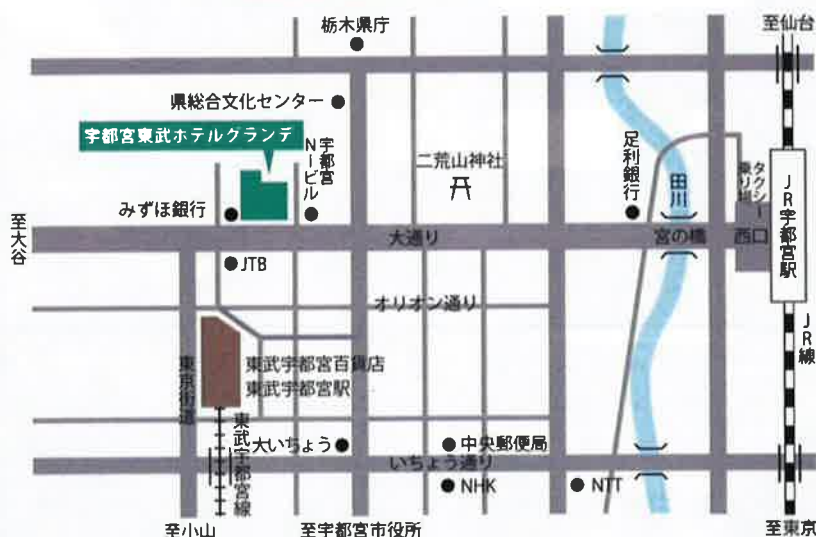 栃木県庁
至仙台
県総合文化センター
宇都宮東武ホテルグランデ
宇都宮
Nービル
二荒山神社
足利銀行
田川
タクシー
乗り場
JR宇都宮駅
みずほ銀行
至大谷
大通り
宮の橋
西口
JTB
オリオン通り
JR線
東京街道
東武宇都宮百貨店
東武宇都宮駅
東武宇都宮線
大いちょう
中央郵便局
いちょう通り
NHK
NTT
至小山
至宇都宮市役所
至東京